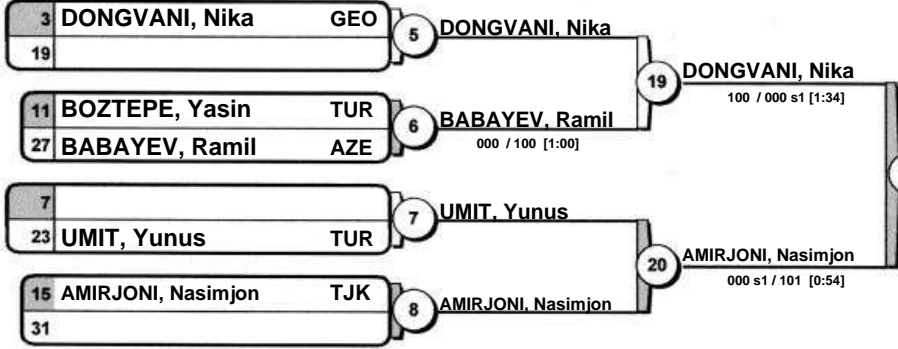 3 DONGVANI, Nika GEO
19
5 DONGVANI, Nika
11 BOZTEPE, Yasin TUR
27 BABAYEV, Ramil AZE
6 BABAYEV, Ramil
000 / 100 [1:00]
19 DONGVANI, Nika
100 / 000 s1 [1:34]
7
23 UMIT, Yunus TUR
7 UMIT, Yunus
15 AMIRJONI, Nasimjon TJK
31
8 AMIRJONI, Nasimjon
20 AMIRJONI, Nasimjon
000 s1 / 101 [0:54]